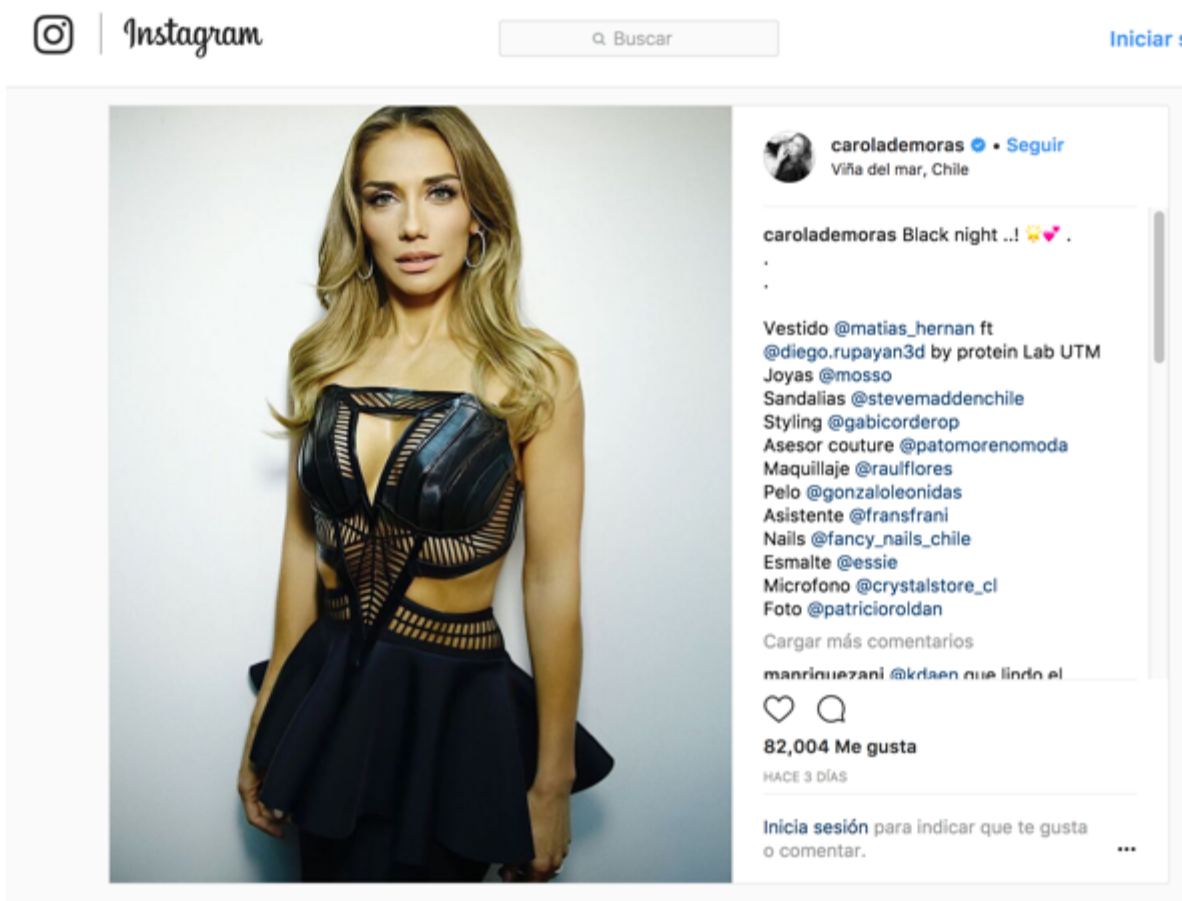 Instagram
Buscar
Iniciar s
carolademoras • Seguir
Viña del mar, Chile
carolademoras Black night ..! 🌟💕 .
.
.
Vestido @matias_hernan ft
@diego.rupayan3d by protein Lab UTM
Joyas @mosso
Sandalias @stevemaddenchile
Styling @gabicorderop
Asesor couture @patomorenomoda
Maquillaje @raulflores
Pelo @gonzaloleonidas
Asistente @fransfrani
Nails @fancy_nails_chile
Esmalte @essie
Microfono @crystalstore_cl
Foto @patricioroldan
Cargar más comentarios
manriquezani @kdaen que lindo el
82,004 Me gusta
HACE 3 DÍAS
Inicia sesión para indicar que te gusta
o comentar.